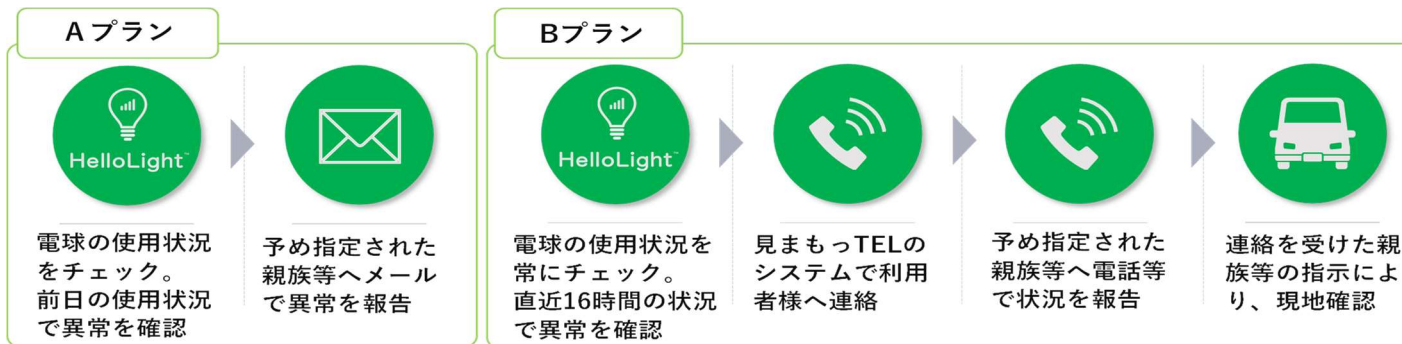 Aプラン
HelloLight™
電球の使用状況
をチェック。
前日の使用状況
で異常を確認
予め指定された
親族等へメール
で異常を報告
Bプラン
HelloLight™
電球の使用状況を
常にチェック。
直近16時間の状況
で異常を確認
見まもっTELの
システムで利用
者様へ連絡
予め指定された
親族等へ電話等
で状況を報告
連絡を受けた親
族等の指示によ
り、現地確認